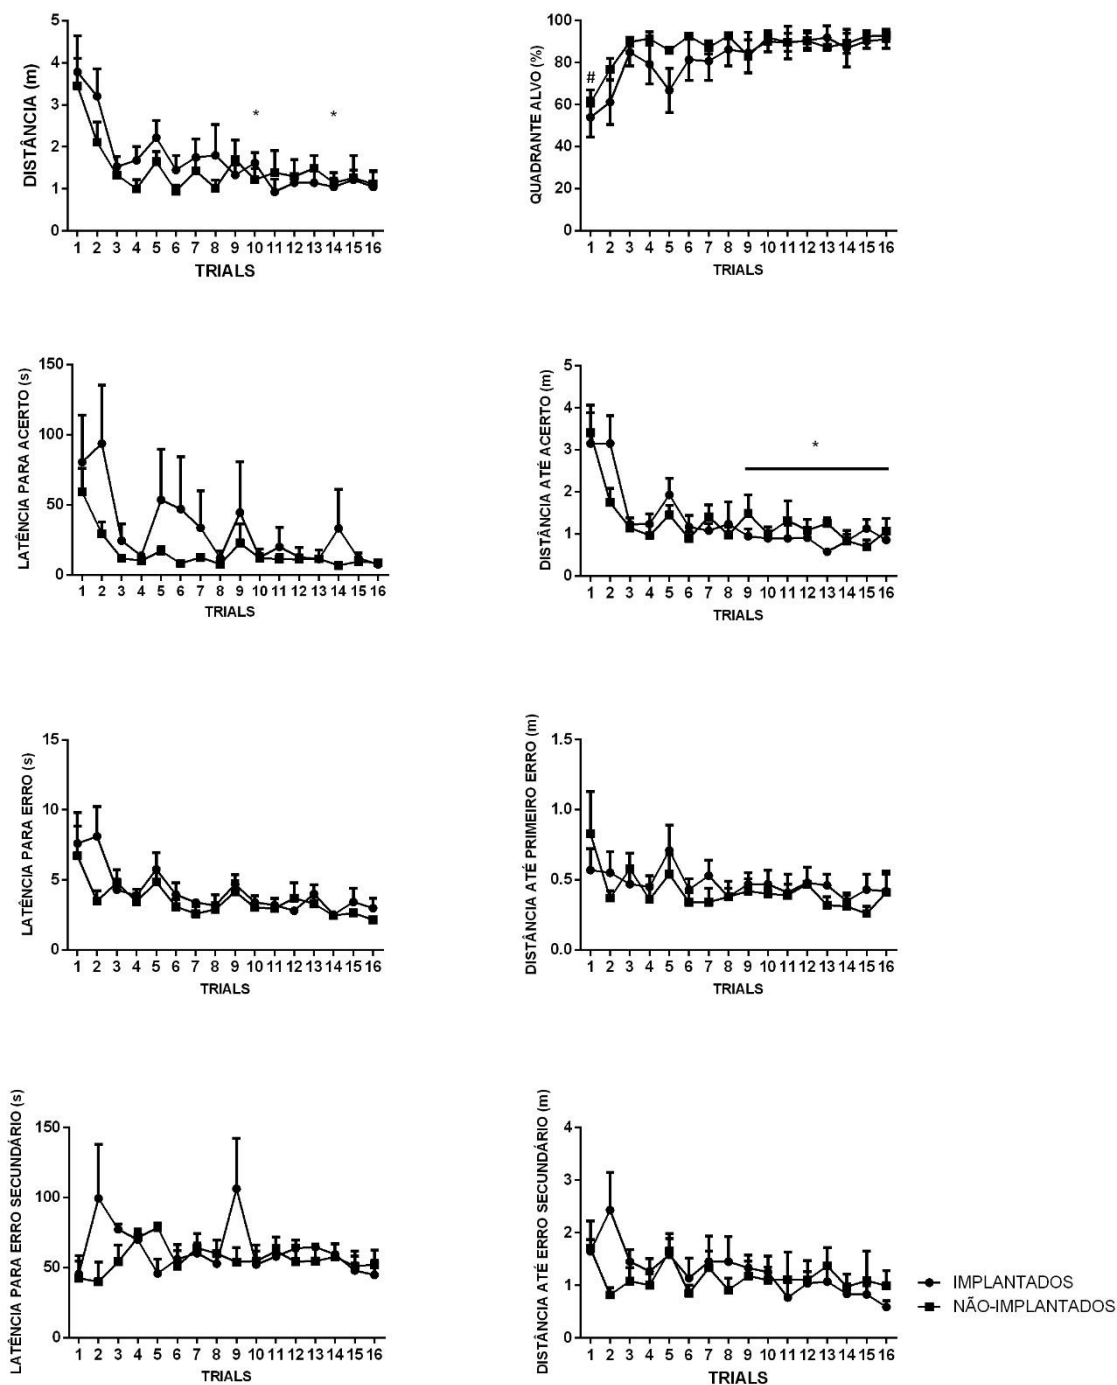 DISTÂNCIA (m)
5
4
3
2
1
0
*
*
1 2 3 4 5 6 7 8 9 10 11 12 13 14 15 16
TRIALS
QUADRANTE ALVO (%)
100
80
60
40
20
0
#
1 2 3 4 5 6 7 8 9 10 11 12 13 14 15 16
TRIALS
LATÊNCIA PARA ACERTO (s)
150
100
50
0
1 2 3 4 5 6 7 8 9 10 11 12 13 14 15 16
TRIALS
DISTÂNCIA ATÉ ACERTO (m)
5
4
3
2
1
0
*
1 2 3 4 5 6 7 8 9 10 11 12 13 14 15 16
TRIALS
LATÊNCIA PARA ERRO (s)
15
10
5
0
1 2 3 4 5 6 7 8 9 10 11 12 13 14 15 16
TRIALS
DISTÂNCIA ATÉ PRIMEIRO ERRO (m)
1.5
1.0
0.5
0.0
1 2 3 4 5 6 7 8 9 10 11 12 13 14 15 16
TRIALS
LATÊNCIA PARA ERRO SECUNDÁRIO (s)
150
100
50
0
1 2 3 4 5 6 7 8 9 10 11 12 13 14 15 16
TRIALS
DISTÂNCIA ATÉ ERRO SECUNDÁRIO (m)
4
3
2
1
0
1 2 3 4 5 6 7 8 9 10 11 12 13 14 15 16
TRIALS
IMPLANTADOS
NÃO-IMPLANTADOS